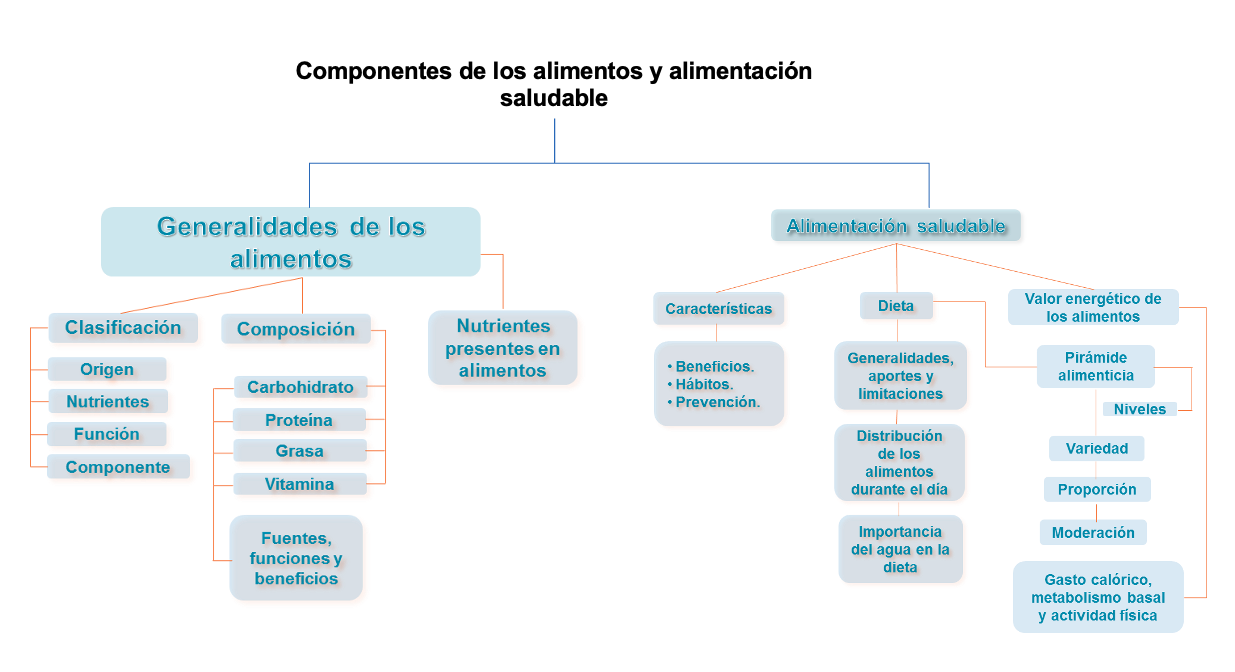 Componentes de los alimentos y alimentación
saludable
Generalidades de los
alimentos
Clasificación
Origen
Nutrientes
Función
Componente
Composición
Carbohidrato
Proteína
Grasa
Vitamina
Fuentes,
funciones y
beneficios
Nutrientes
presentes en
alimentos
Alimentación saludable
Características
• Beneficios.
• Hábitos.
• Prevención.
Dieta
Generalidades,
aportes y
limitaciones
Distribución
de los
alimentos
durante el día
Importancia
del agua en la
dieta
Valor energético de
los alimentos
Pirámide
alimenticia
Niveles
Variedad
Proporción
Moderación
Gasto calórico,
metabolismo basal
y actividad física